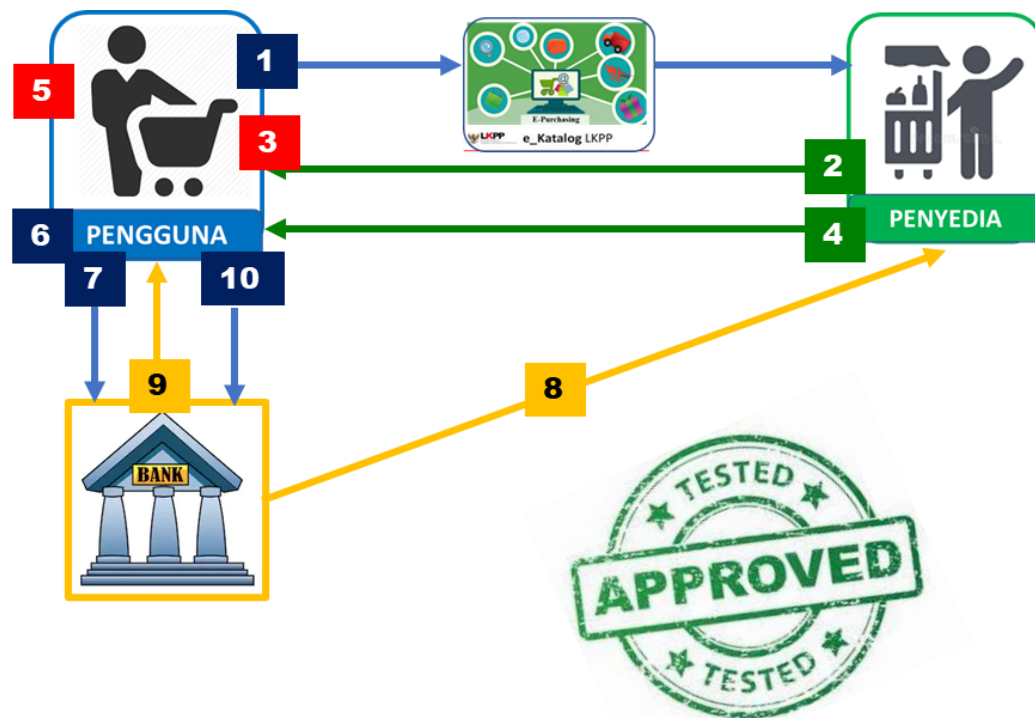 1
5
3
E-Purchasing
LKPP
e_Katalog LKPP
2
PENYEDIA
4
6
PENGGUNA
7
10
9
8
BANK
TESTED
APPROVED
TESTED